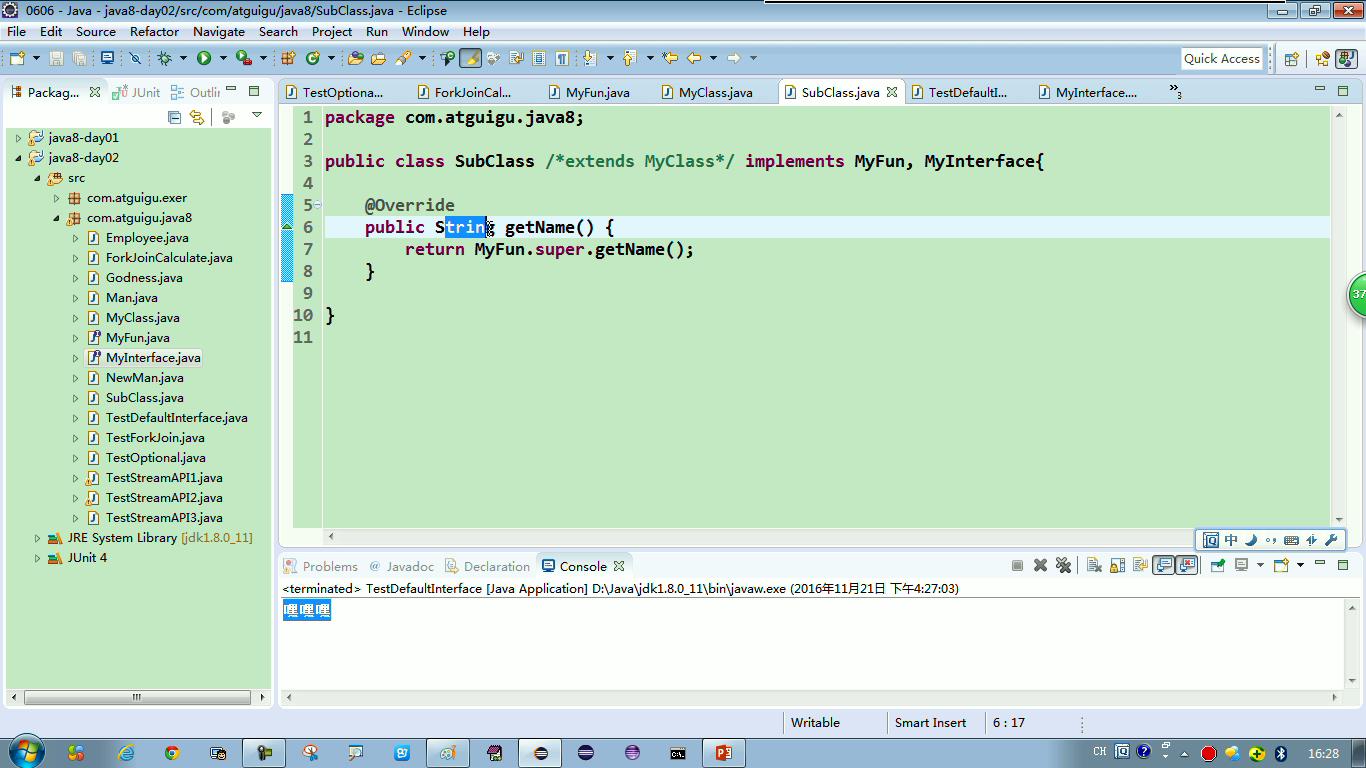 0606 - Java - java8-day02/src/com/atguigu/java8/SubClass.java - Eclipse
File Edit Source Refactor Navigate Search Project Run Window Help
Quick Access
Packag... JUnit Outlin
TestOptiona... ForkJoinCal... MyFun.java MyClass.java SubClass.java TestDefaultI... MyInterface.... »3
java8-day01
java8-day02
src
com.atguigu.exer
com.atguigu.java8
Employee.java
ForkJoinCalculate.java
Godness.java
Man.java
MyClass.java
MyFun.java
MyInterface.java
NewMan.java
SubClass.java
TestDefaultInterface.java
TestForkJoin.java
TestOptional.java
TestStreamAPI1.java
TestStreamAPI2.java
TestStreamAPI3.java
JRE System Library [jdk1.8.0_11]
JUnit 4
1 package com.atguigu.java8;
2
3 public class SubClass /*extends MyClass*/ implements MyFun, MyInterface{
4
5 @Override
6 public String getName() {
7 return MyFun.super.getName();
8 }
9
10 }
11
37
中
Problems @ Javadoc Declaration Console
<terminated> TestDefaultInterface [Java Application] D:\Java\jdk1.8.0_11\bin\javaw.exe (2016年11月21日 下午4:27:03)
嘿嘿嘿
Writable Smart Insert 6 : 17
CH 16:28